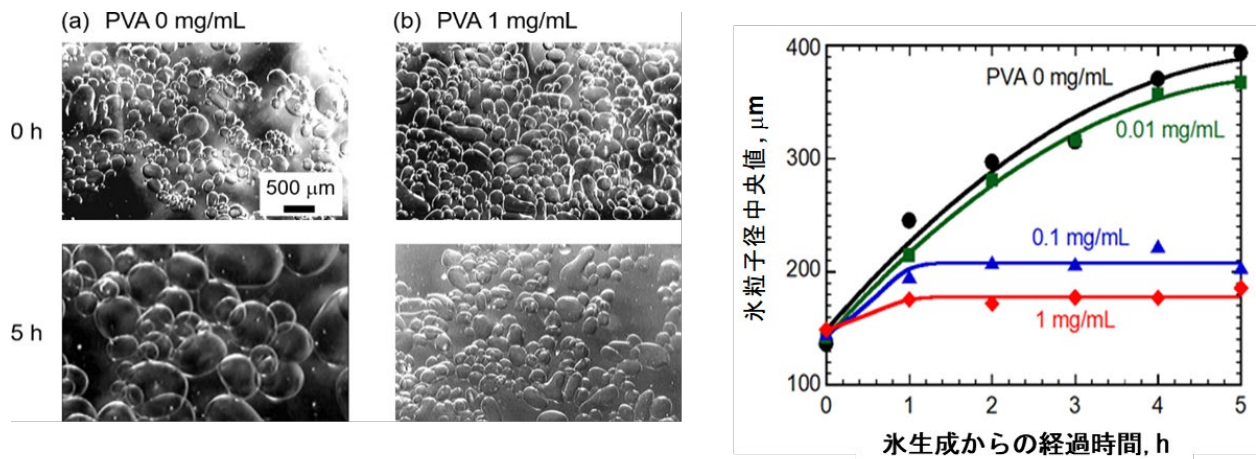 (a) PVA 0 mg/mL
(b) PVA 1 mg/mL
0 h
500 μm
5 h
氷粒子径中央値, μm
400
300
200
100
PVA 0 mg/mL
0.01 mg/mL
0.1 mg/mL
1 mg/mL
0 1 2 3 4 5
氷生成からの経過時間, h